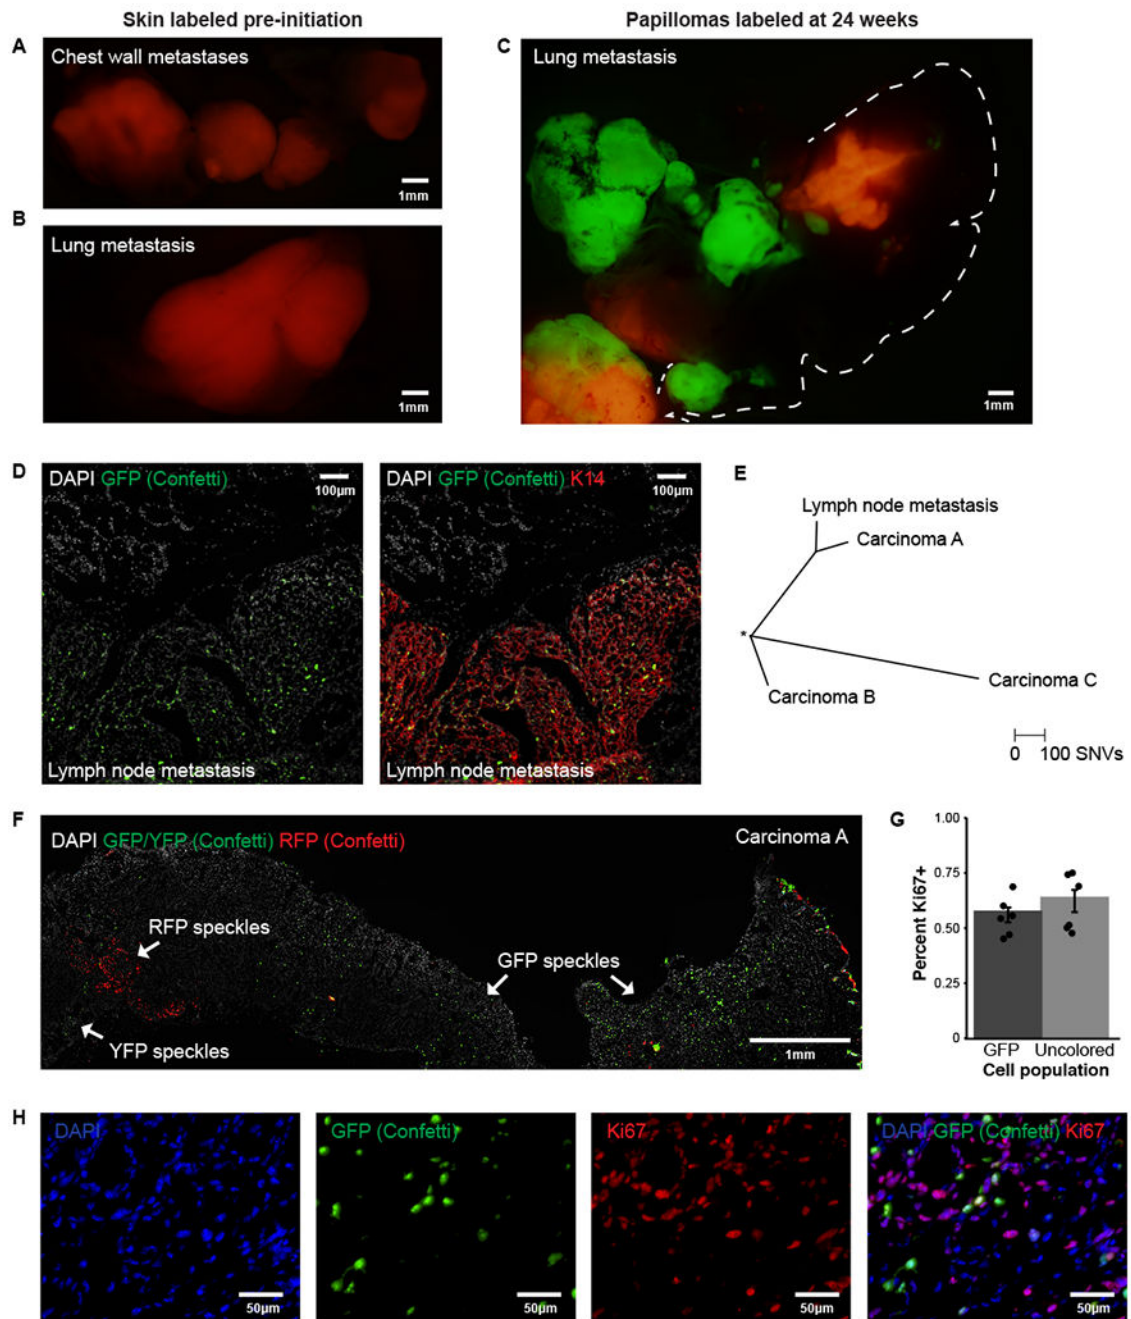 Skin labeled pre-initiation
Papillomas labeled at 24 weeks
A
Chest wall metastases
1mm
B
Lung metastasis
1mm
C
Lung metastasis
1mm
D
DAPI GFP (Confetti)
100µm
Lymph node metastasis
DAPI GFP (Confetti) K14
100µm
Lymph node metastasis
E
Lymph node metastasis
Carcinoma A
*
Carcinoma C
Carcinoma B
0 100 SNVs
F
DAPI GFP/YFP (Confetti) RFP (Confetti)
Carcinoma A
RFP speckles
GFP speckles
YFP speckles
1mm
G
Percent Ki67+
1.00
0.75
0.50
0.25
0
GFP Uncolored
Cell population
H
DAPI
50µm
GFP (Confetti)
50µm
Ki67
50µm
DAPI GFP (Confetti) Ki67
50µm